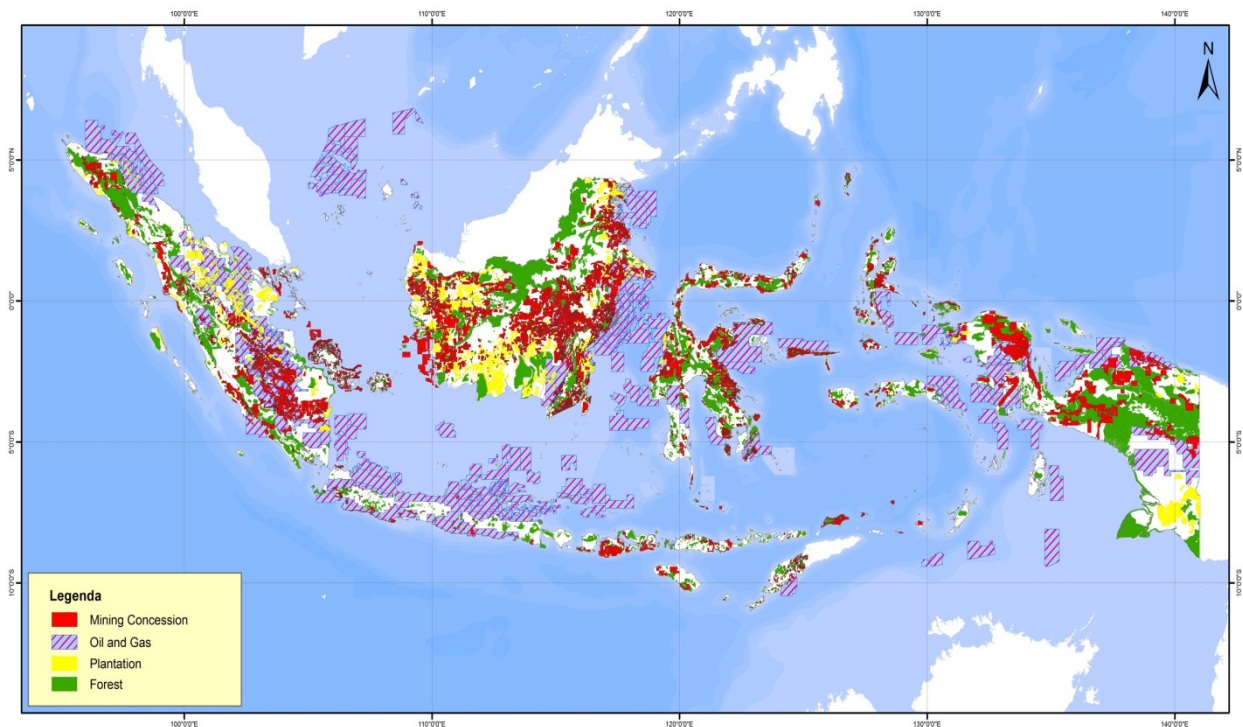 100°0'0"E 110°0'0"E 120°0'0"E 130°0'0"E 140°0'0"E
N
5°0'0"N 5°0'0"N
0°0'0" 0°0'0"
5°0'0"S 5°0'0"S
10°0'0"S 10°0'0"S
Legenda
Mining Concession
Oil and Gas
Plantation
Forest
100°0'0"E 110°0'0"E 120°0'0"E 130°0'0"E 140°0'0"E